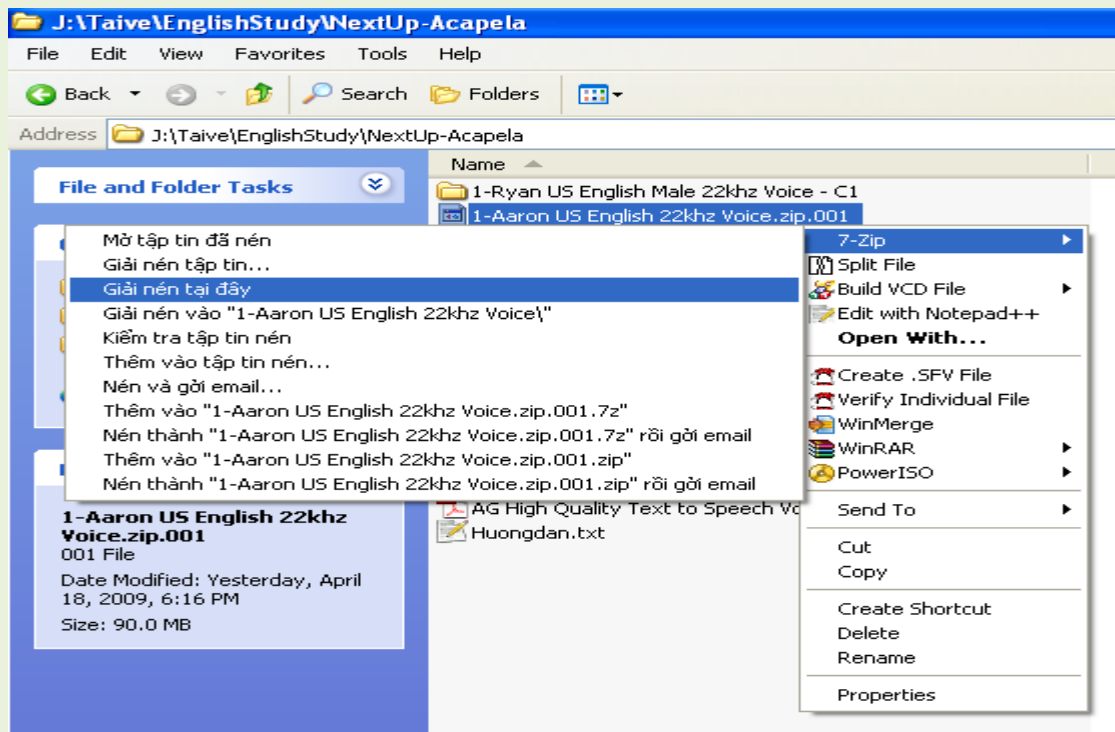 J:\Taive\EnglishStudy\NextUp-Acapela
File Edit View Favorites Tools Help
Back Search Folders
Address J:\Taive\EnglishStudy\NextUp-Acapela
Name
File and Folder Tasks
1-Ryan US English Male 22khz Voice - C1
1-Aaron US English 22khz Voice.zip.001
Mở tập tin đã nén
Giải nén tập tin...
Giải nén tại đây
Giải nén vào "1-Aaron US English 22khz Voice\"
Kiểm tra tập tin nén
Thêm vào tập tin nén...
Nén và gởi email...
Thêm vào "1-Aaron US English 22khz Voice.zip.001.7z"
Nén thành "1-Aaron US English 22khz Voice.zip.001.7z" rồi gởi email
Thêm vào "1-Aaron US English 22khz Voice.zip.001.zip"
Nén thành "1-Aaron US English 22khz Voice.zip.001.zip" rồi gởi email
7-Zip
Split File
Build VCD File
Edit with Notepad++
Open With...
Create .SFV File
Verify Individual File
WinMerge
WinRAR
PowerISO
Send To
Cut
Copy
Create Shortcut
Delete
Rename
Properties
AG High Quality Text to Speech
Huongdan.txt
1-Aaron US English 22khz
Voice.zip.001
001 File
Date Modified: Yesterday, April
18, 2009, 6:16 PM
Size: 90.0 MB